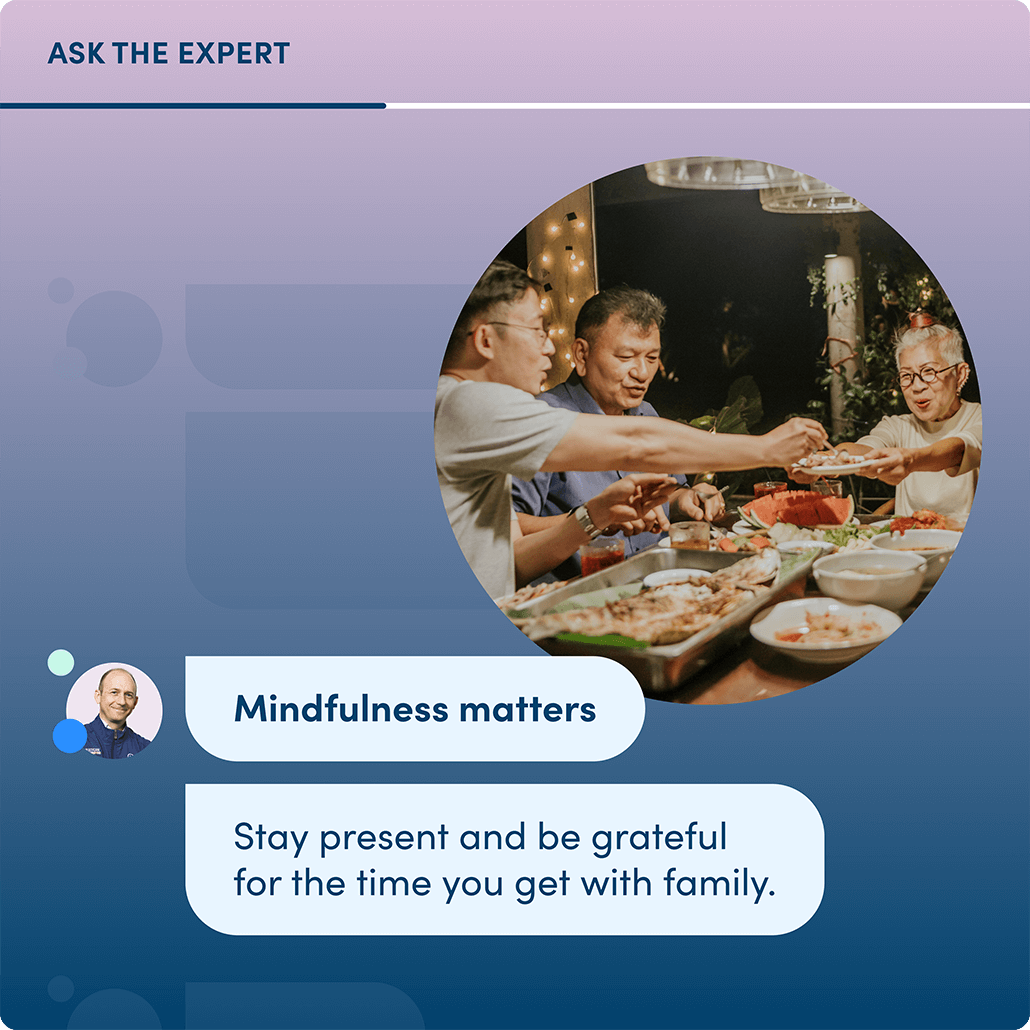 ASK THE EXPERT
Mindfulness matters
Stay present and be grateful
for the time you get with family.